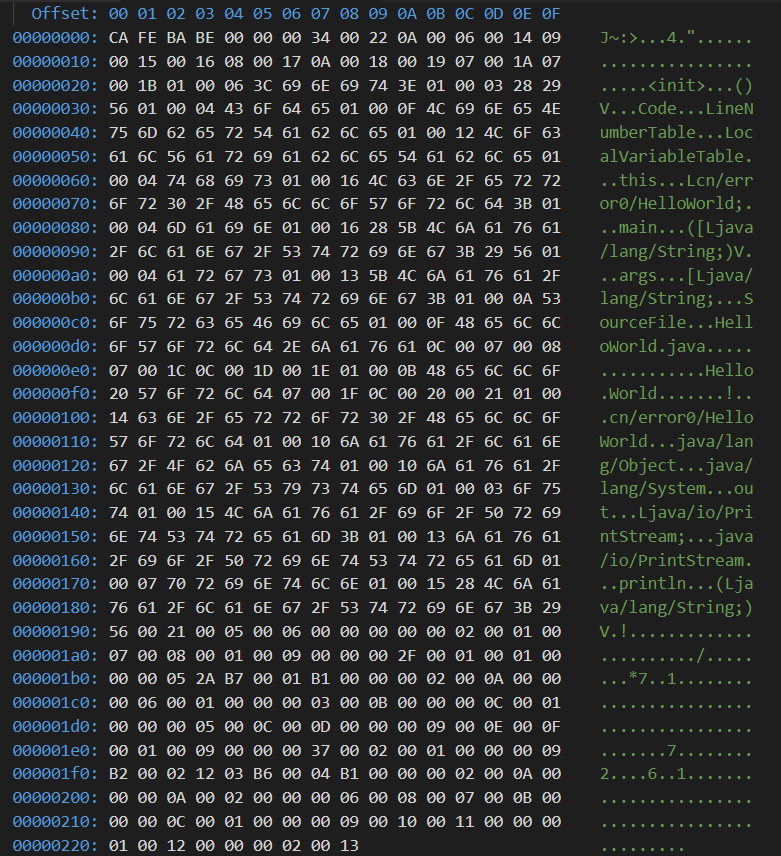 Offset: 00 01 02 03 04 05 06 07 08 09 0A 0B 0C 0D 0E 0F
00000000: CA FE BA BE 00 00 00 34 00 22 0A 00 06 00 14 09 J~:>...4."......
00000010: 00 15 00 16 08 00 17 0A 00 18 00 19 07 00 1A 07 ................
00000020: 00 1B 01 00 06 3C 69 6E 69 74 3E 01 00 03 28 29 .....<init>...()
00000030: 56 01 00 04 43 6F 64 65 01 00 0F 4C 69 6E 65 4E V...Code...LineN
00000040: 75 6D 62 65 72 54 61 62 6C 65 01 00 12 4C 6F 63 umberTable...Loc
00000050: 61 6C 56 61 72 69 61 62 6C 65 54 61 62 6C 65 01 alVariableTable.
00000060: 00 04 74 68 69 73 01 00 16 4C 63 6E 2F 65 72 72 ..this...Lcn/err
00000070: 6F 72 30 2F 48 65 6C 6C 6F 57 6F 72 6C 64 3B 01 or0/HelloWorld;.
00000080: 00 04 6D 61 69 6E 01 00 16 28 5B 4C 6A 61 76 61 ..main...([Ljava
00000090: 2F 6C 61 6E 67 2F 53 74 72 69 6E 67 3B 29 56 01 /lang/String;)V.
000000a0: 00 04 61 72 67 73 01 00 13 5B 4C 6A 61 76 61 2F ..args...[Ljava/
000000b0: 6C 61 6E 67 2F 53 74 72 69 6E 67 3B 01 00 0A 53 lang/String;...S
000000c0: 6F 75 72 63 65 46 69 6C 65 01 00 0F 48 65 6C 6C ourceFile...Hell
000000d0: 6F 57 6F 72 6C 64 2E 6A 61 76 61 0C 00 07 00 08 oWorld.java.....
000000e0: 07 00 1C 0C 00 1D 00 1E 01 00 0B 48 65 6C 6C 6F ...........Hello
000000f0: 20 57 6F 72 6C 64 07 00 1F 0C 00 20 00 21 01 00 .World.......!..
00000100: 14 63 6E 2F 65 72 72 6F 72 30 2F 48 65 6C 6C 6F .cn/error0/Hello
00000110: 57 6F 72 6C 64 01 00 10 6A 61 76 61 2F 6C 61 6E World...java/lan
00000120: 67 2F 4F 62 6A 65 63 74 01 00 10 6A 61 76 61 2F g/Object...java/
00000130: 6C 61 6E 67 2F 53 79 73 74 65 6D 01 00 03 6F 75 lang/System...ou
00000140: 74 01 00 15 4C 6A 61 76 61 2F 69 6F 2F 50 72 69 t...Ljava/io/Pri
00000150: 6E 74 53 74 72 65 61 6D 3B 01 00 13 6A 61 76 61 ntStream;...java
00000160: 2F 69 6F 2F 50 72 69 6E 74 53 74 72 65 61 6D 01 /io/PrintStream.
00000170: 00 07 70 72 69 6E 74 6C 6E 01 00 15 28 4C 6A 61 ..println...(Lja
00000180: 76 61 2F 6C 61 6E 67 2F 53 74 72 69 6E 67 3B 29 va/lang/String;)
00000190: 56 00 21 00 05 00 06 00 00 00 00 00 02 00 01 00 V.!.............
000001a0: 07 00 08 00 01 00 09 00 00 00 2F 00 01 00 01 00 ........../.....
000001b0: 00 00 05 2A B7 00 01 B1 00 00 00 02 00 0A 00 00 ...*7..1........
000001c0: 00 06 00 01 00 00 00 03 00 0B 00 00 00 0C 00 01 ................
000001d0: 00 00 00 05 00 0C 00 0D 00 00 00 09 00 0E 00 0F ................
000001e0: 00 01 00 09 00 00 00 37 00 02 00 01 00 00 00 09 .......7........
000001f0: B2 00 02 12 03 B6 00 04 B1 00 00 00 02 00 0A 00 2....6..1.......
00000200: 00 00 0A 00 02 00 00 00 06 00 08 00 07 00 0B 00 ................
00000210: 00 00 0C 00 01 00 00 00 09 00 10 00 11 00 00 00 ................
00000220: 01 00 12 00 00 00 02 00 13 .........